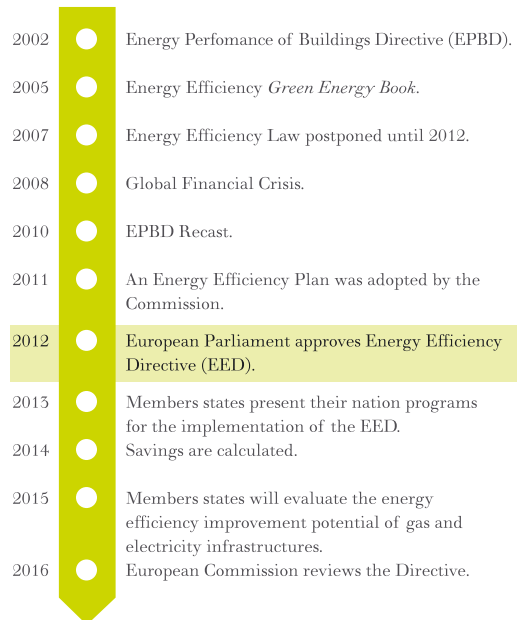 2002 Energy Perfomance of Buildings Directive (EPBD).
2005 Energy Efficiency Green Energy Book.
2007 Energy Efficiency Law postponed until 2012.
2008 Global Financial Crisis.
2010 EPBD Recast.
2011 An Energy Efficiency Plan was adopted by the
Commission.
2012 European Parliament approves Energy Efficiency
Directive (EED).
2013 Members states present their nation programs
for the implementation of the EED.
2014 Savings are calculated.
2015 Members states will evaluate the energy
efficiency improvement potential of gas and
electricity infrastructures.
2016 European Commission reviews the Directive.